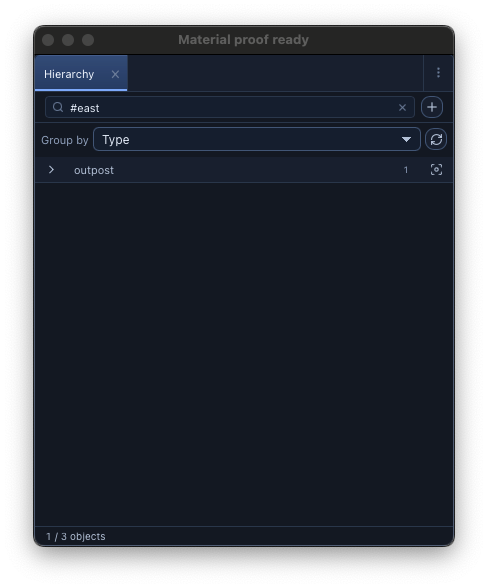 Material proof ready
Hierarchy
#east
Group by Type
outpost 1
1 / 3 objects